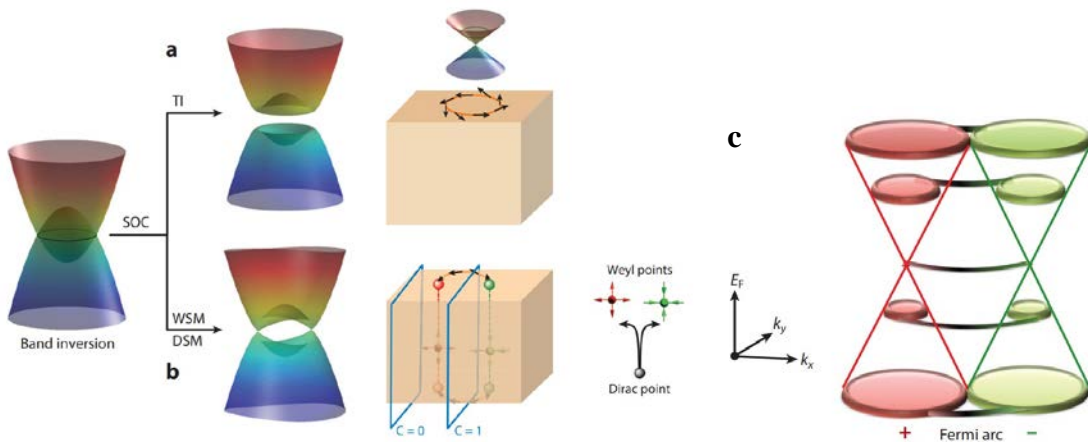 a
TI
SOC
Band inversion
WSM
DSM
b
C = 0
C = 1
Weyl points
Dirac point
c
E_F
k_y
k_x
+
Fermi arc
−